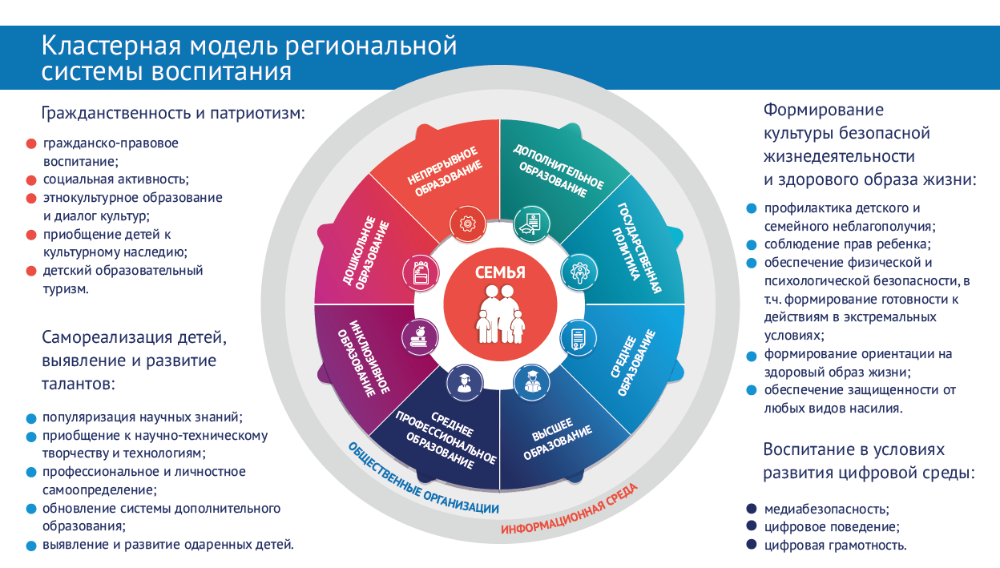 Кластерная модель региональной
системы воспитания
Гражданственность и патриотизм:
гражданско-правовое
воспитание;
социальная активность;
этнокультурное образование
и диалог культур;
приобщение детей к
культурному наследию;
детский образовательный
туризм.
Самореализация детей,
выявление и развитие
талантов:
популяризация научных знаний;
приобщение к научно-техническому
творчеству и технологиям;
профессиональное и личностное
самоопределение;
обновление системы дополнительного
образования;
выявление и развитие одаренных детей.
НЕПРЕРЫВНОЕ
ОБРАЗОВАНИЕ
ДОПОЛНИТЕЛЬНОЕ
ОБРАЗОВАНИЕ
ГОСУДАРСТВЕННАЯ
ПОЛИТИКА
СРЕДНЕЕ
ОБРАЗОВАНИЕ
ВЫСШЕЕ
ОБРАЗОВАНИЕ
СРЕДНЕЕ
ПРОФЕССИОНАЛЬНОЕ
ОБРАЗОВАНИЕ
ИНКЛЮЗИВНОЕ
ОБРАЗОВАНИЕ
ДОШКОЛЬНОЕ
ОБРАЗОВАНИЕ
СЕМЬЯ
ОБЩЕСТВЕННЫЕ ОРГАНИЗАЦИИ
ИНФОРМАЦИОННАЯ СРЕДА
Формирование
культуры безопасной
жизнедеятельности
и здорового образа жизни:
профилактика детского и
семейного неблагополучия;
соблюдение прав ребенка;
обеспечение физической и
психологической безопасности, в
т.ч. формирование готовности к
действиям в экстремальных
условиях;
формирование ориентации на
здоровый образ жизни;
обеспечение защищенности от
любых видов насилия.
Воспитание в условиях
развития цифровой среды:
медиабезопасность;
цифровое поведение;
цифровая грамотность.